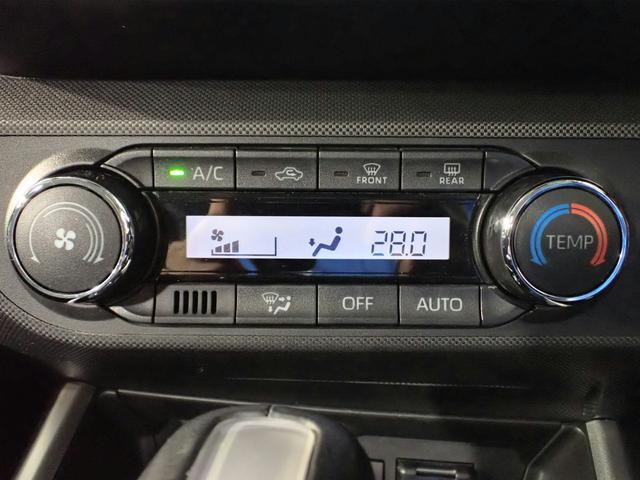 A/C
FRONT
REAR
28.0
TEMP
OFF
AUTO